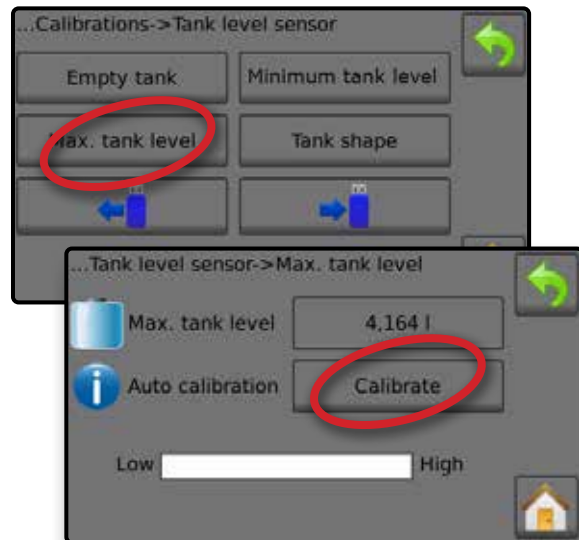 ...Calibrations->Tank level sensor
Empty tank
Minimum tank level
Max. tank level
Tank shape
...Tank level sensor->Max. tank level
Max. tank level
4,164 l
Auto calibration
Calibrate
Low
High